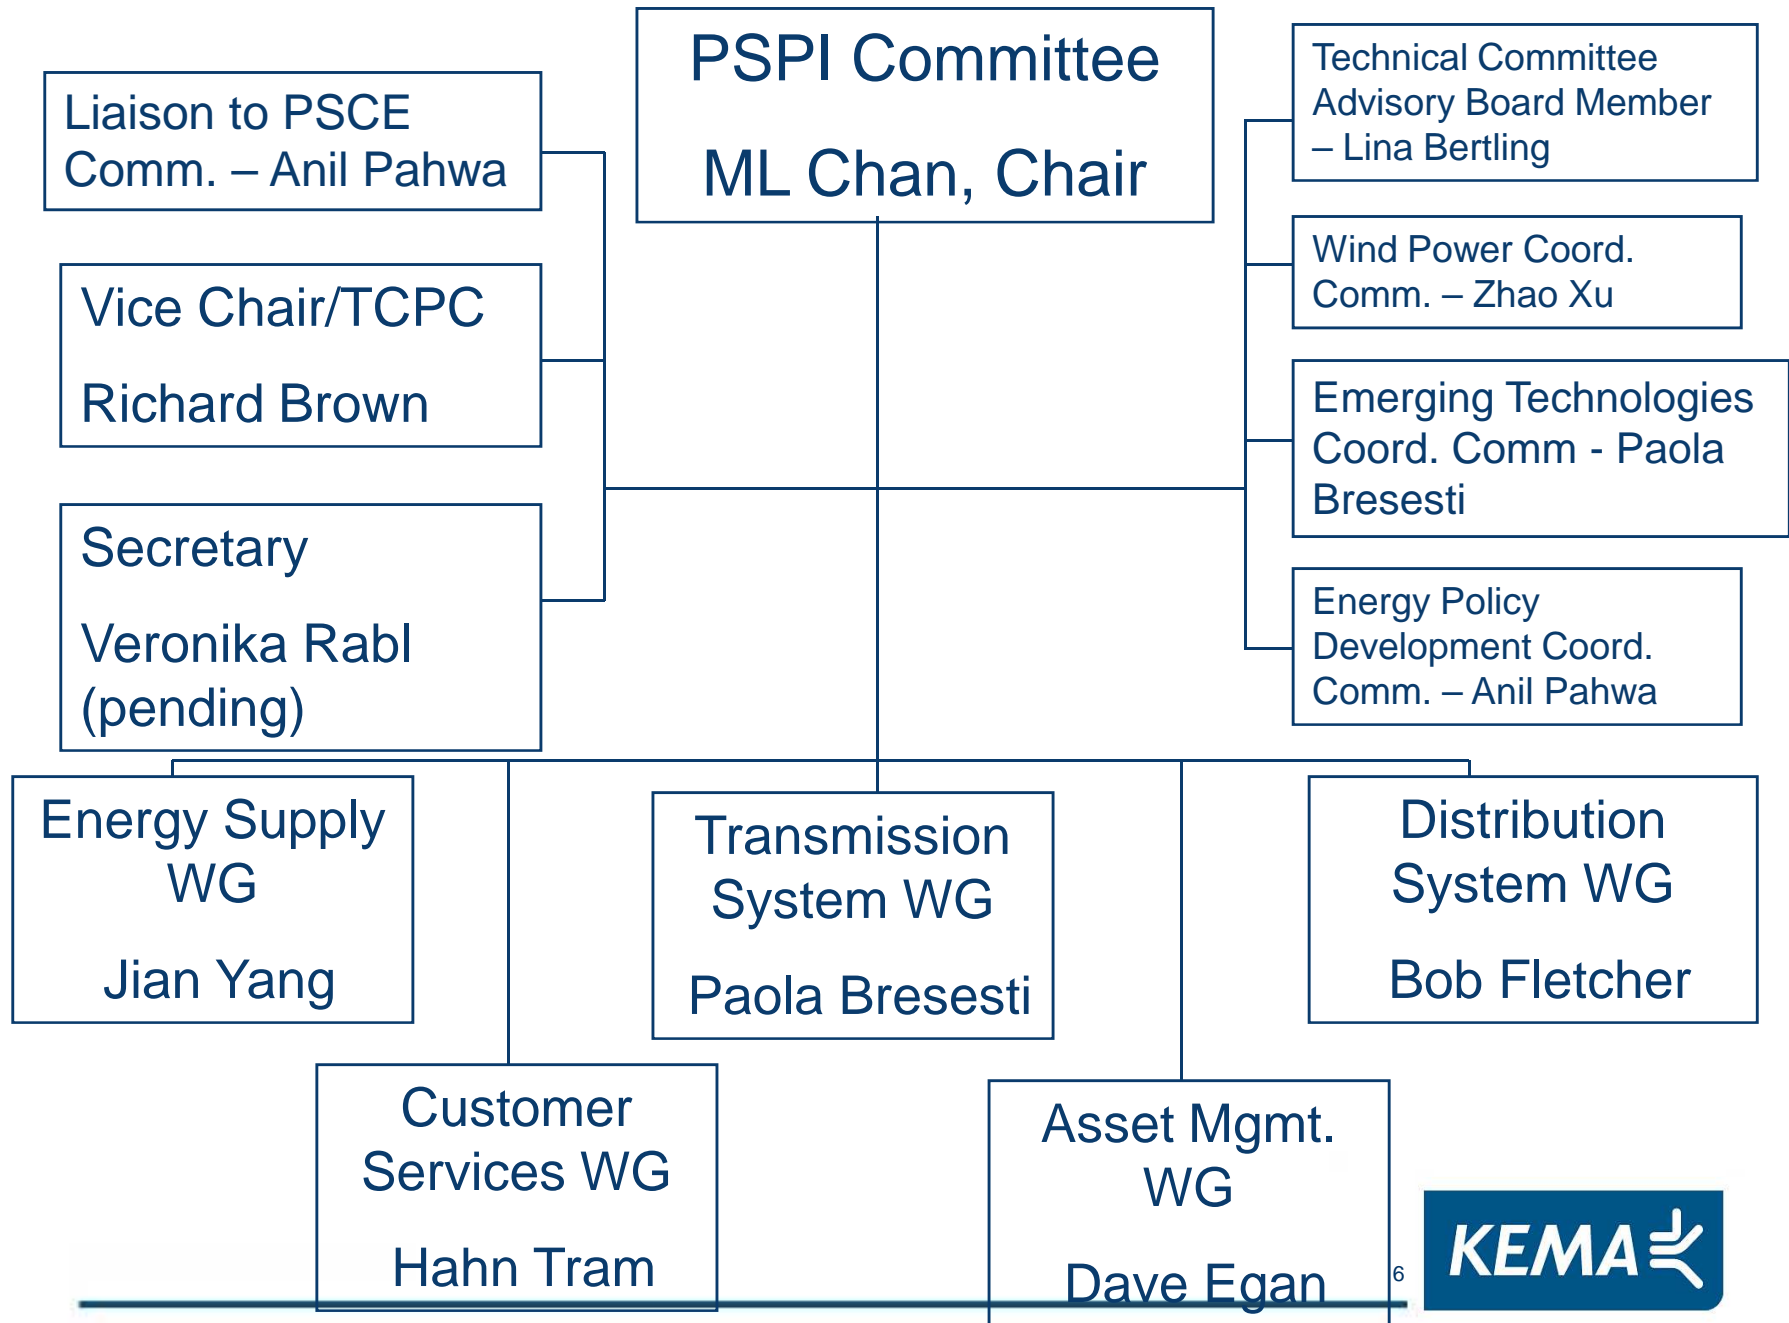 PSPI Committee
ML Chan, Chair
Liaison to PSCE
Comm. – Anil Pahwa
Vice Chair/TCPC
Richard Brown
Secretary
Veronika Rabl
(pending)
Technical Committee
Advisory Board Member
– Lina Bertling
Wind Power Coord.
Comm. – Zhao Xu
Emerging Technologies
Coord. Comm - Paola
Bresesti
Energy Policy
Development Coord.
Comm. – Anil Pahwa
Energy Supply
WG
Jian Yang
Customer
Services WG
Hahn Tram
Transmission
System WG
Paola Bresesti
Asset Mgmt.
WG
Dave Egan
Distribution
System WG
Bob Fletcher
6
KEMA